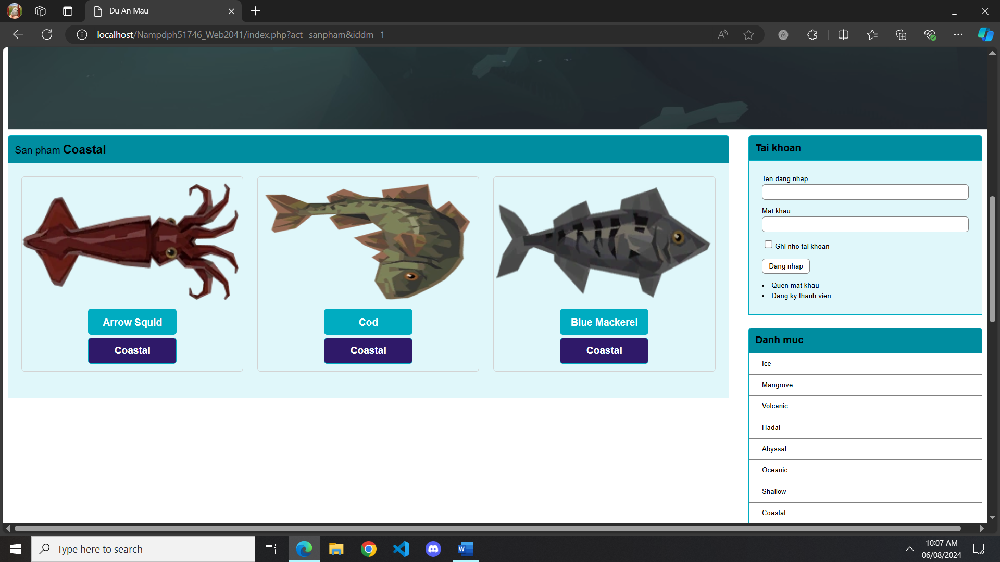 Du An Mau
localhost/Nampdph51746_Web2041/index.php?act=sanpham&iddm=1
San pham Coastal
Arrow Squid
Coastal
Cod
Coastal
Blue Mackerel
Coastal
Tai khoan
Ten dang nhap
Mat khau
Ghi nho tai khoan
Dang nhap
Quen mat khau
Dang ky thanh vien
Danh muc
Ice
Mangrove
Volcanic
Hadal
Abyssal
Oceanic
Shallow
Coastal
Type here to search
10:07 AM
06/08/2024